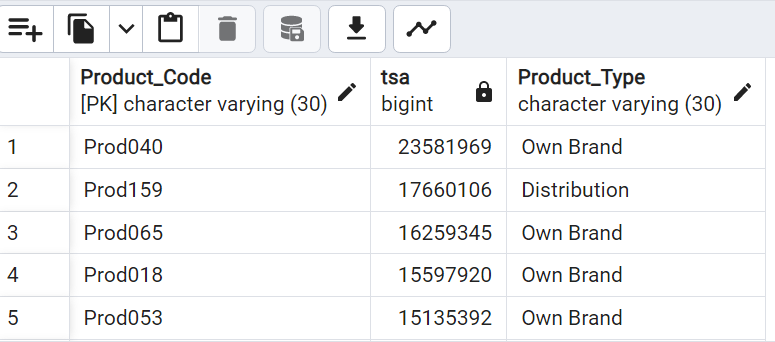 Product_Code tsa Product_Type
[PK] character varying (30) bigint character varying (30)
1 Prod040 23581969 Own Brand
2 Prod159 17660106 Distribution
3 Prod065 16259345 Own Brand
4 Prod018 15597920 Own Brand
5 Prod053 15135392 Own Brand